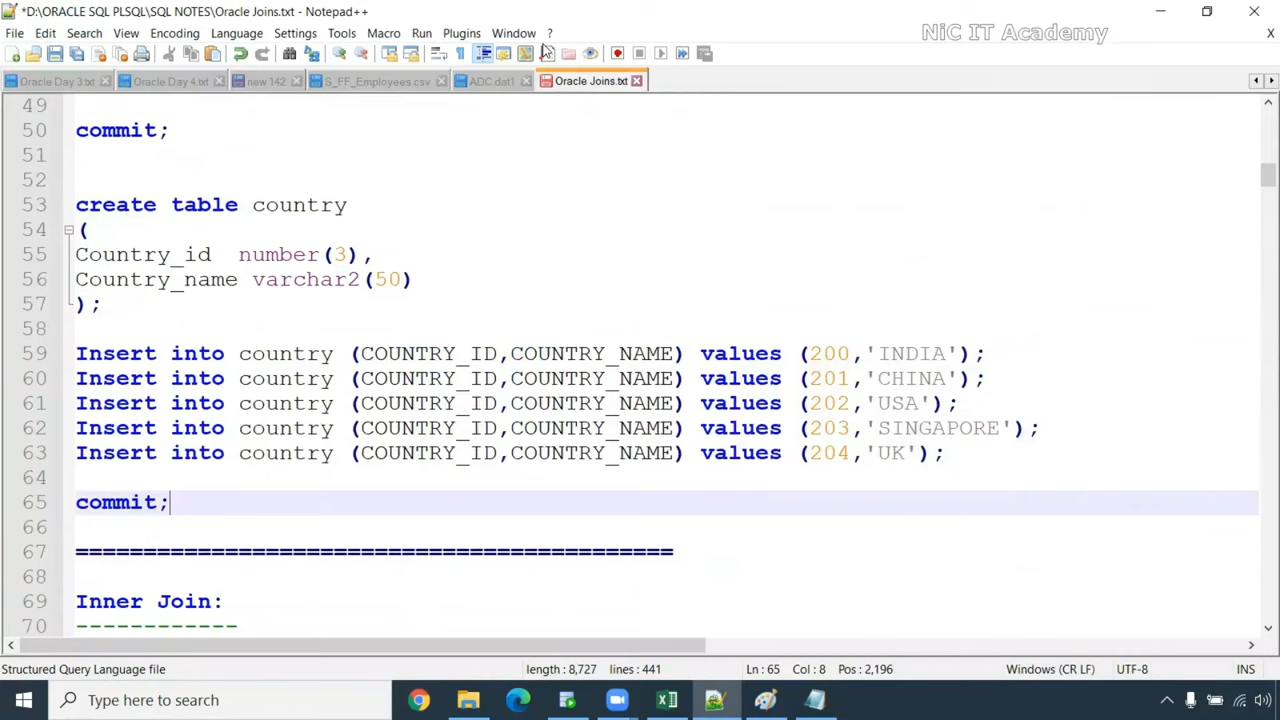 *D:\ORACLE SQL PLSQL\SQL NOTES\Oracle Joins.txt - Notepad++
NiC IT Academy
File Edit Search View Encoding Language Settings Tools Macro Run Plugins Window ? X
Oracle Day 3.txt Oracle Day 4.txt new 142 S_FF_Employees.csv ADC.dat1 Oracle Joins.txt
49
50 commit;
51
52
53 create table country
54 (
55 Country_id  number(3),
56 Country_name varchar2(50)
57 );
58
59 Insert into country (COUNTRY_ID,COUNTRY_NAME) values (200,'INDIA');
60 Insert into country (COUNTRY_ID,COUNTRY_NAME) values (201,'CHINA');
61 Insert into country (COUNTRY_ID,COUNTRY_NAME) values (202,'USA');
62 Insert into country (COUNTRY_ID,COUNTRY_NAME) values (203,'SINGAPORE');
63 Insert into country (COUNTRY_ID,COUNTRY_NAME) values (204,'UK');
64
65 commit;
66
67 ============================================
68
69 Inner Join:
70 ------------
Structured Query Language file length : 8,727 lines : 441 Ln : 65 Col : 8 Pos : 2,196 Windows (CR LF) UTF-8 INS
Type here to search